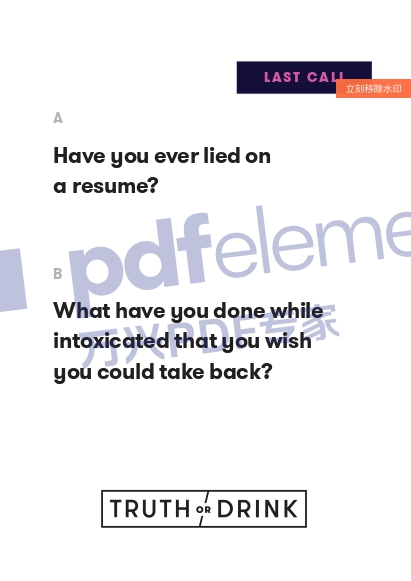 LAST CALL
立刻移除水印
A
Have you ever lied on
a resume?
pdfeleme
B
What have you done while
intoxicated that you wish
you could take back?
万兴PDF专家
TRUTH OR DRINK